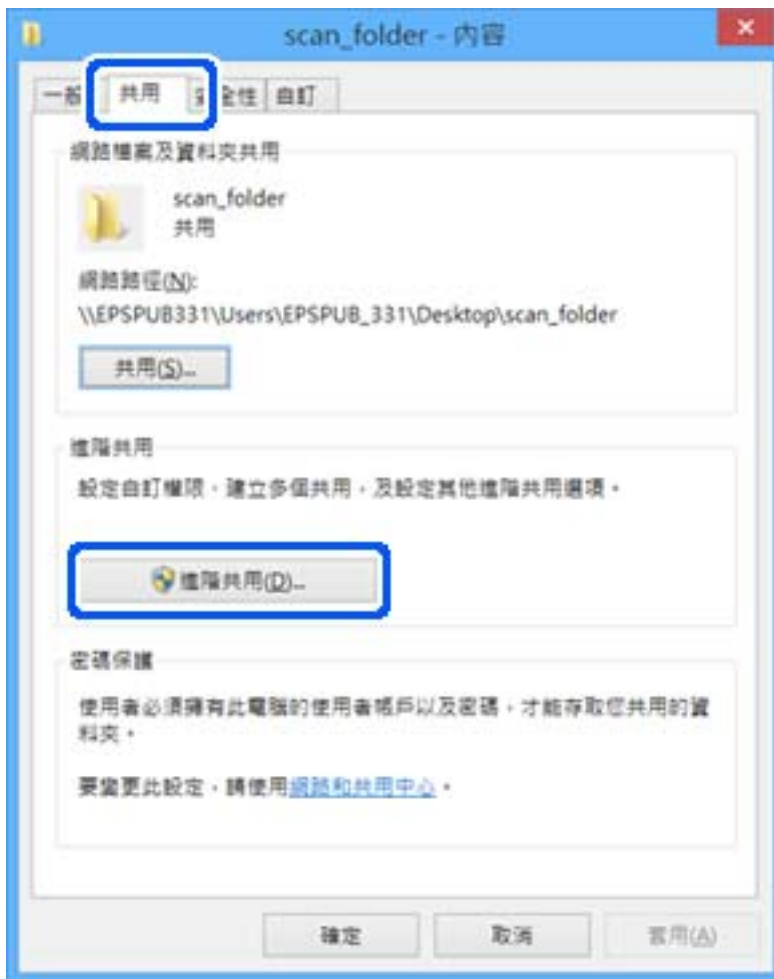 scan_folder - 內容
一般 共用 安全性 自訂
網路檔案及資料夾共用
scan_folder
共用
網路路徑(N):
\\EPSPUB331\Users\EPSPUB_331\Desktop\scan_folder
共用(S)...
進階共用
設定自訂權限、建立多個共用，及設定其他進階共用選項。
進階共用(D)...
密碼保護
使用者必須擁有此電腦的使用者帳戶以及密碼，才能存取您共用的資
料夾。
要變更此設定，請使用網路和共用中心。
確定 取消 套用(A)